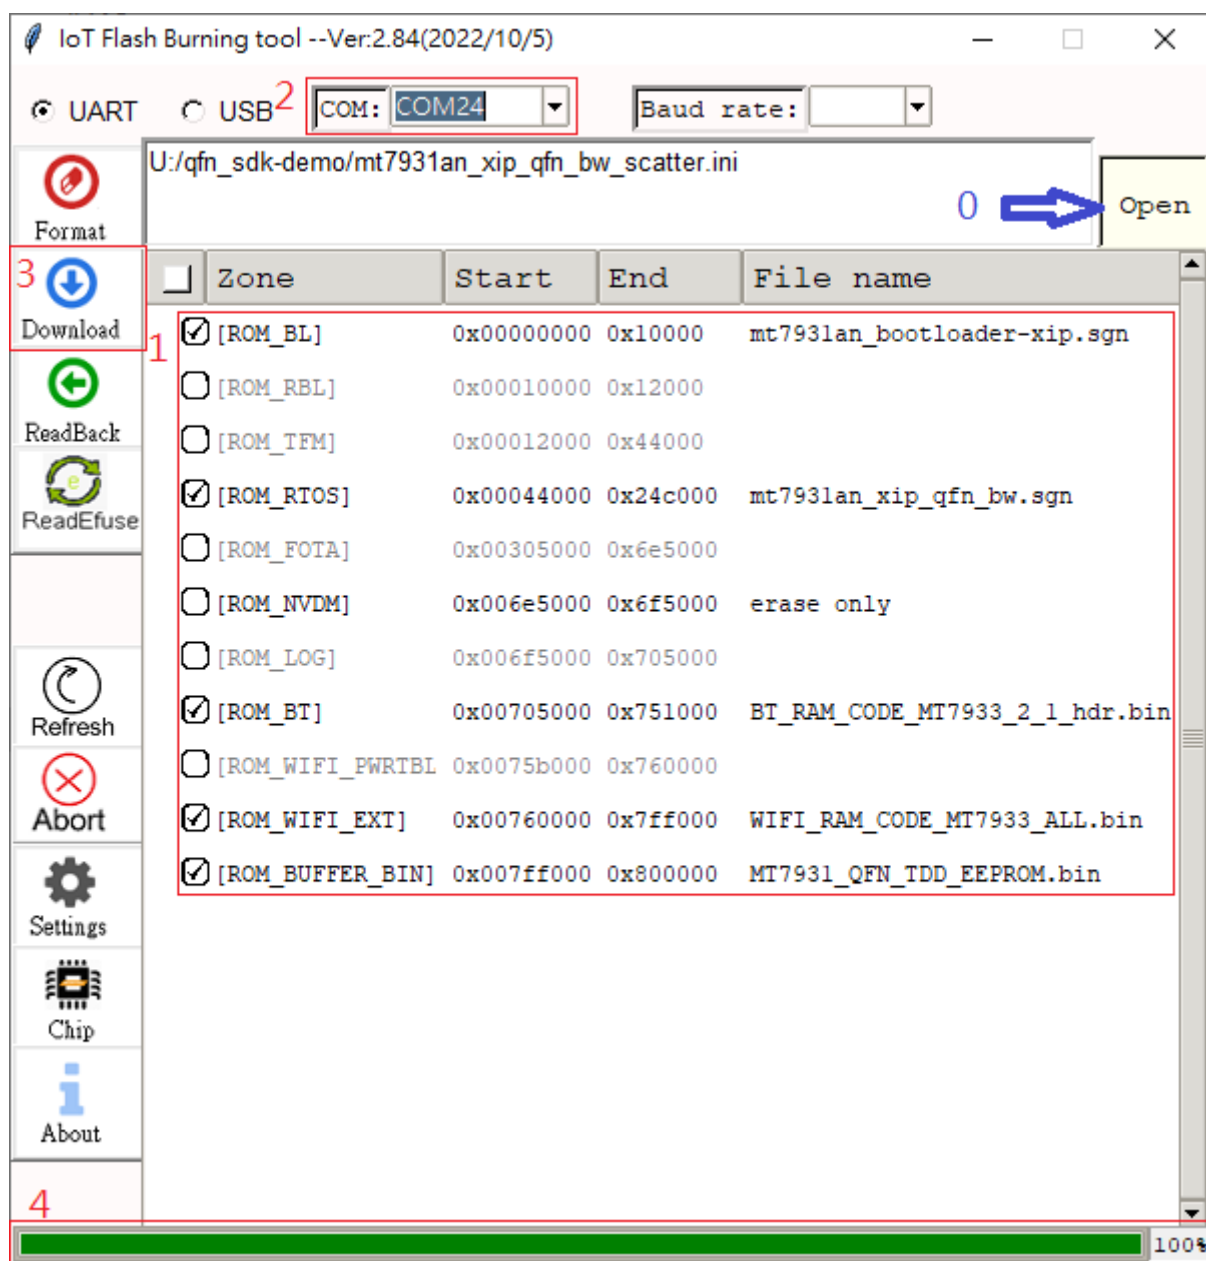 IoT Flash Burning tool --Ver:2.84(2022/10/5)
UART USB 2 COM: COM24 Baud rate:
U:/qfn_sdk-demo/mt7931an_xip_qfn_bw_scatter.ini
0 Open
Format
3 Download
ReadBack
ReadEfuse
Refresh
Abort
Settings
Chip
About
Zone Start End File name
1
[ROM_BL] 0x00000000 0x10000 mt7931an_bootloader-xip.sgn
[ROM_RBL] 0x00010000 0x12000
[ROM_TFM] 0x00012000 0x44000
[ROM_RTOS] 0x00044000 0x24c000 mt7931an_xip_qfn_bw.sgn
[ROM_FOTA] 0x00305000 0x6e5000
[ROM_NVDM] 0x006e5000 0x6f5000 erase only
[ROM_LOG] 0x006f5000 0x705000
[ROM_BT] 0x00705000 0x751000 BT_RAM_CODE_MT7933_2_1_hdr.bin
[ROM_WIFI_PWRTBL 0x0075b000 0x760000
[ROM_WIFI_EXT] 0x00760000 0x7ff000 WIFI_RAM_CODE_MT7933_ALL.bin
[ROM_BUFFER_BIN] 0x007ff000 0x800000 MT7931_QFN_TDD_EEPROM.bin
4
100%